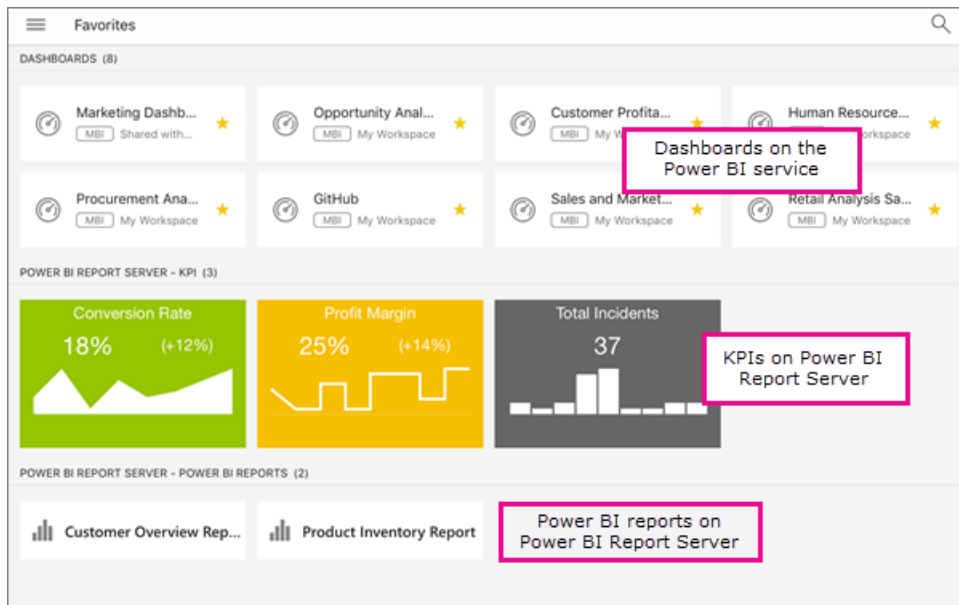 Favorites
DASHBOARDS (8)
Marketing Dashb...
MBI Shared with...
Opportunity Anal...
MBI My Workspace
Customer Profita...
MBI My W
Human Resource...
orkspace
Dashboards on the
Power BI service
Procurement Ana...
MBI My Workspace
GitHub
MBI My Workspace
Sales and Market...
MBI My Workspace
Retail Analysis Sa...
MBI My Workspace
POWER BI REPORT SERVER - KPI (3)
Conversion Rate
18% (+12%)
Profit Margin
25% (+14%)
Total Incidents
37
KPIs on Power BI
Report Server
POWER BI REPORT SERVER - POWER BI REPORTS (2)
Customer Overview Rep...
Product Inventory Report
Power BI reports on
Power BI Report Server